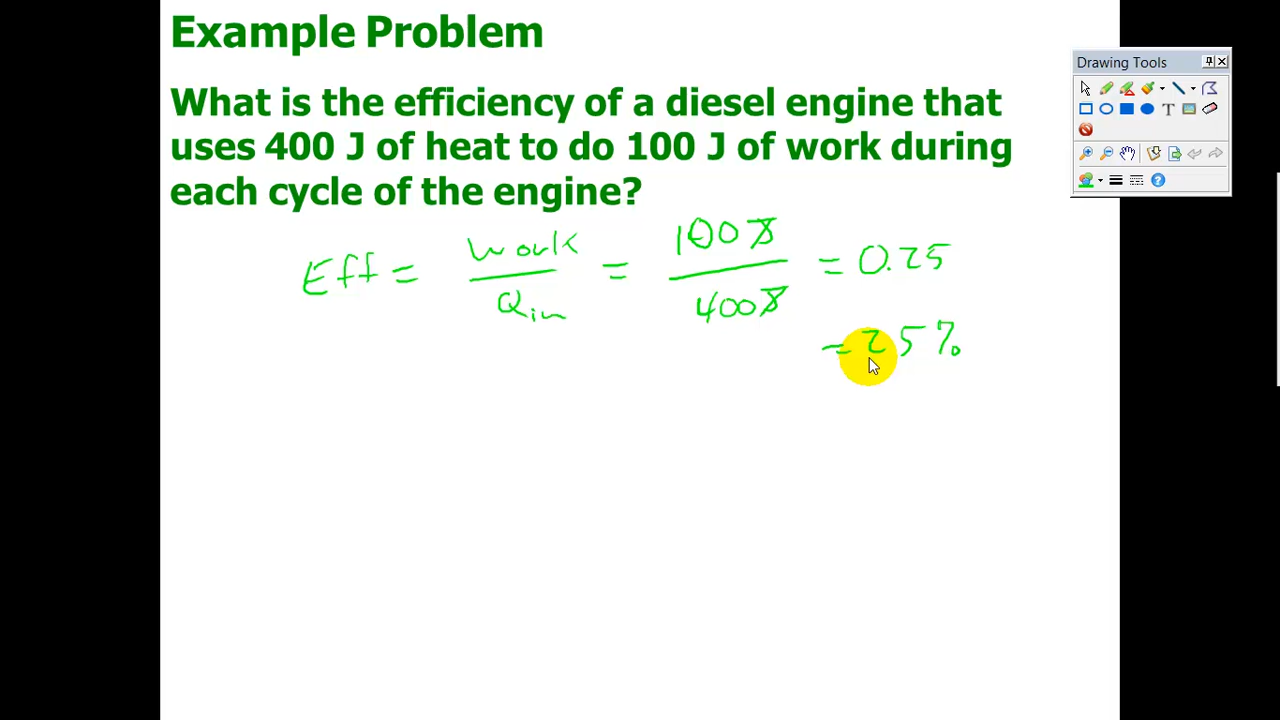 Example Problem
Drawing Tools
What is the efficiency of a diesel engine that
uses 400 J of heat to do 100 J of work during
each cycle of the engine?
Eff = Work / Qin = 100 J / 400 J = 0.25
= 25%